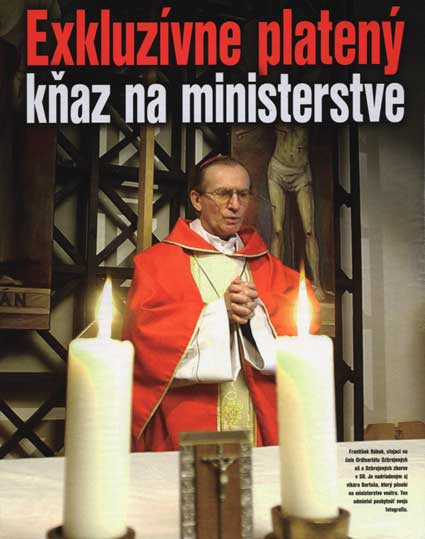 Exkluzívne platený
kňaz na ministerstve
ÁN
František Rábek, stojaci na
čele Ordinariátu Ozbrojených
síl a Ozbrojených zborov
v SR. Je nadriadeným aj
vikára Bartoša, ktorý pôsobí
na ministerstve vnútra. Ten
odmietol poskytnúť svoju
fotografiu.